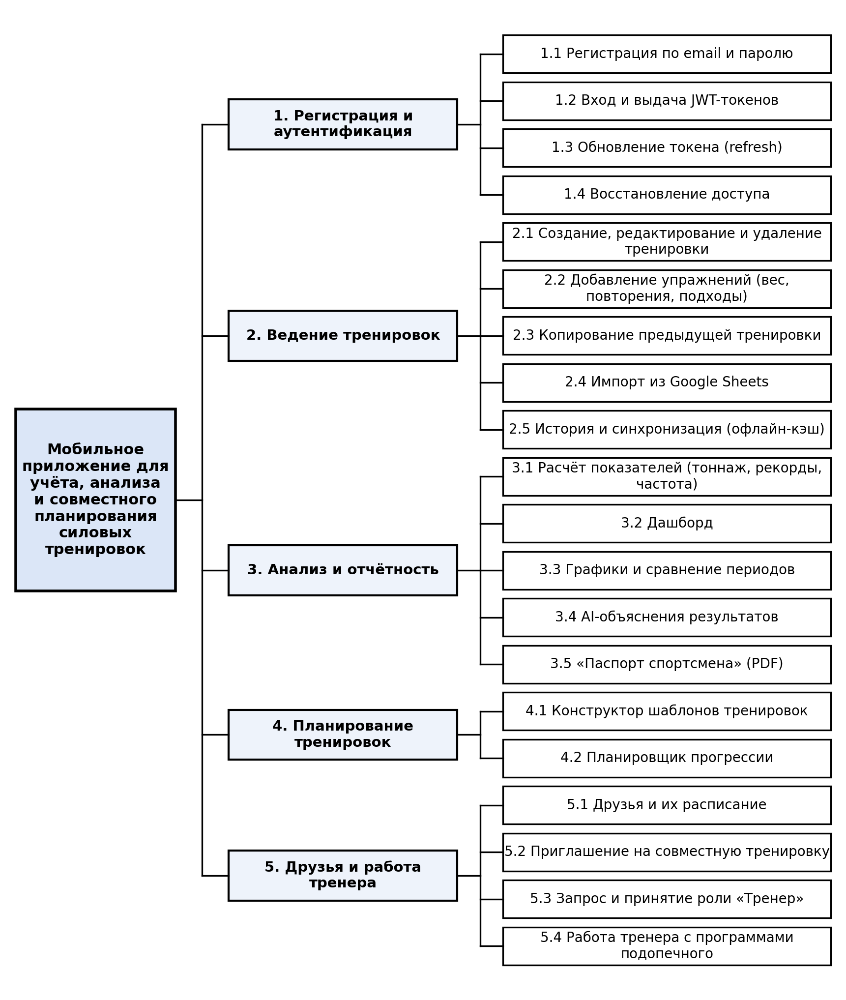 Мобильное
приложение для
учёта, анализа
и совместного
планирования
силовых
тренировок
1. Регистрация и
аутентификация
1.1 Регистрация по email и паролю
1.2 Вход и выдача JWT-токенов
1.3 Обновление токена (refresh)
1.4 Восстановление доступа
2. Ведение тренировок
2.1 Создание, редактирование и удаление
тренировки
2.2 Добавление упражнений (вес,
повторения, подходы)
2.3 Копирование предыдущей тренировки
2.4 Импорт из Google Sheets
2.5 История и синхронизация (офлайн-кэш)
3. Анализ и отчётность
3.1 Расчёт показателей (тоннаж, рекорды,
частота)
3.2 Дашборд
3.3 Графики и сравнение периодов
3.4 AI-объяснения результатов
3.5 «Паспорт спортсмена» (PDF)
4. Планирование
тренировок
4.1 Конструктор шаблонов тренировок
4.2 Планировщик прогрессии
5. Друзья и работа
тренера
5.1 Друзья и их расписание
5.2 Приглашение на совместную тренировку
5.3 Запрос и принятие роли «Тренер»
5.4 Работа тренера с программами
подопечного